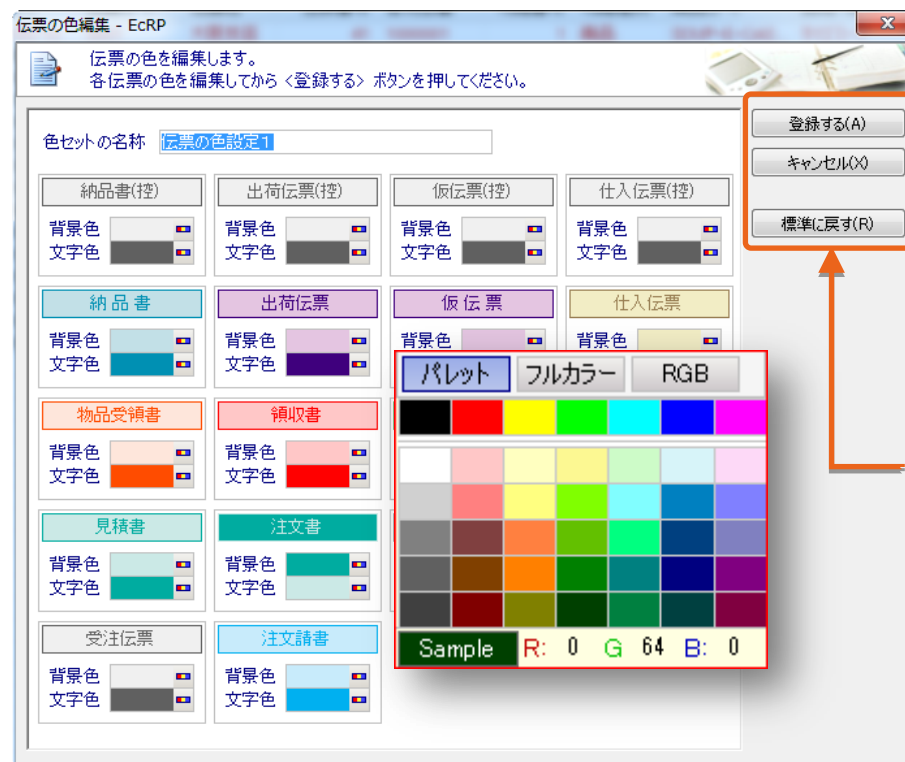 伝票の色編集 - EcRP
伝票の色を編集します。
各伝票の色を編集してから <登録する> ボタンを押してください。
色セットの名称 伝票の色設定1
登録する(A)
キャンセル(X)
標準に戻す(R)
納品書(控) 出荷伝票(控) 仮伝票(控) 仕入伝票(控)
背景色 背景色 背景色 背景色
文字色 文字色 文字色 文字色
納 品 書 出荷伝票 仮 伝 票 仕入伝票
背景色 背景色 背景色 背景色
文字色 文字色
物品受領書 領収書
背景色 背景色
文字色 文字色
見積書 注文書
背景色 背景色
文字色 文字色
受注伝票 注文請書
背景色 背景色
文字色 文字色
パレット フルカラー RGB
Sample R: 0 G 64 B: 0